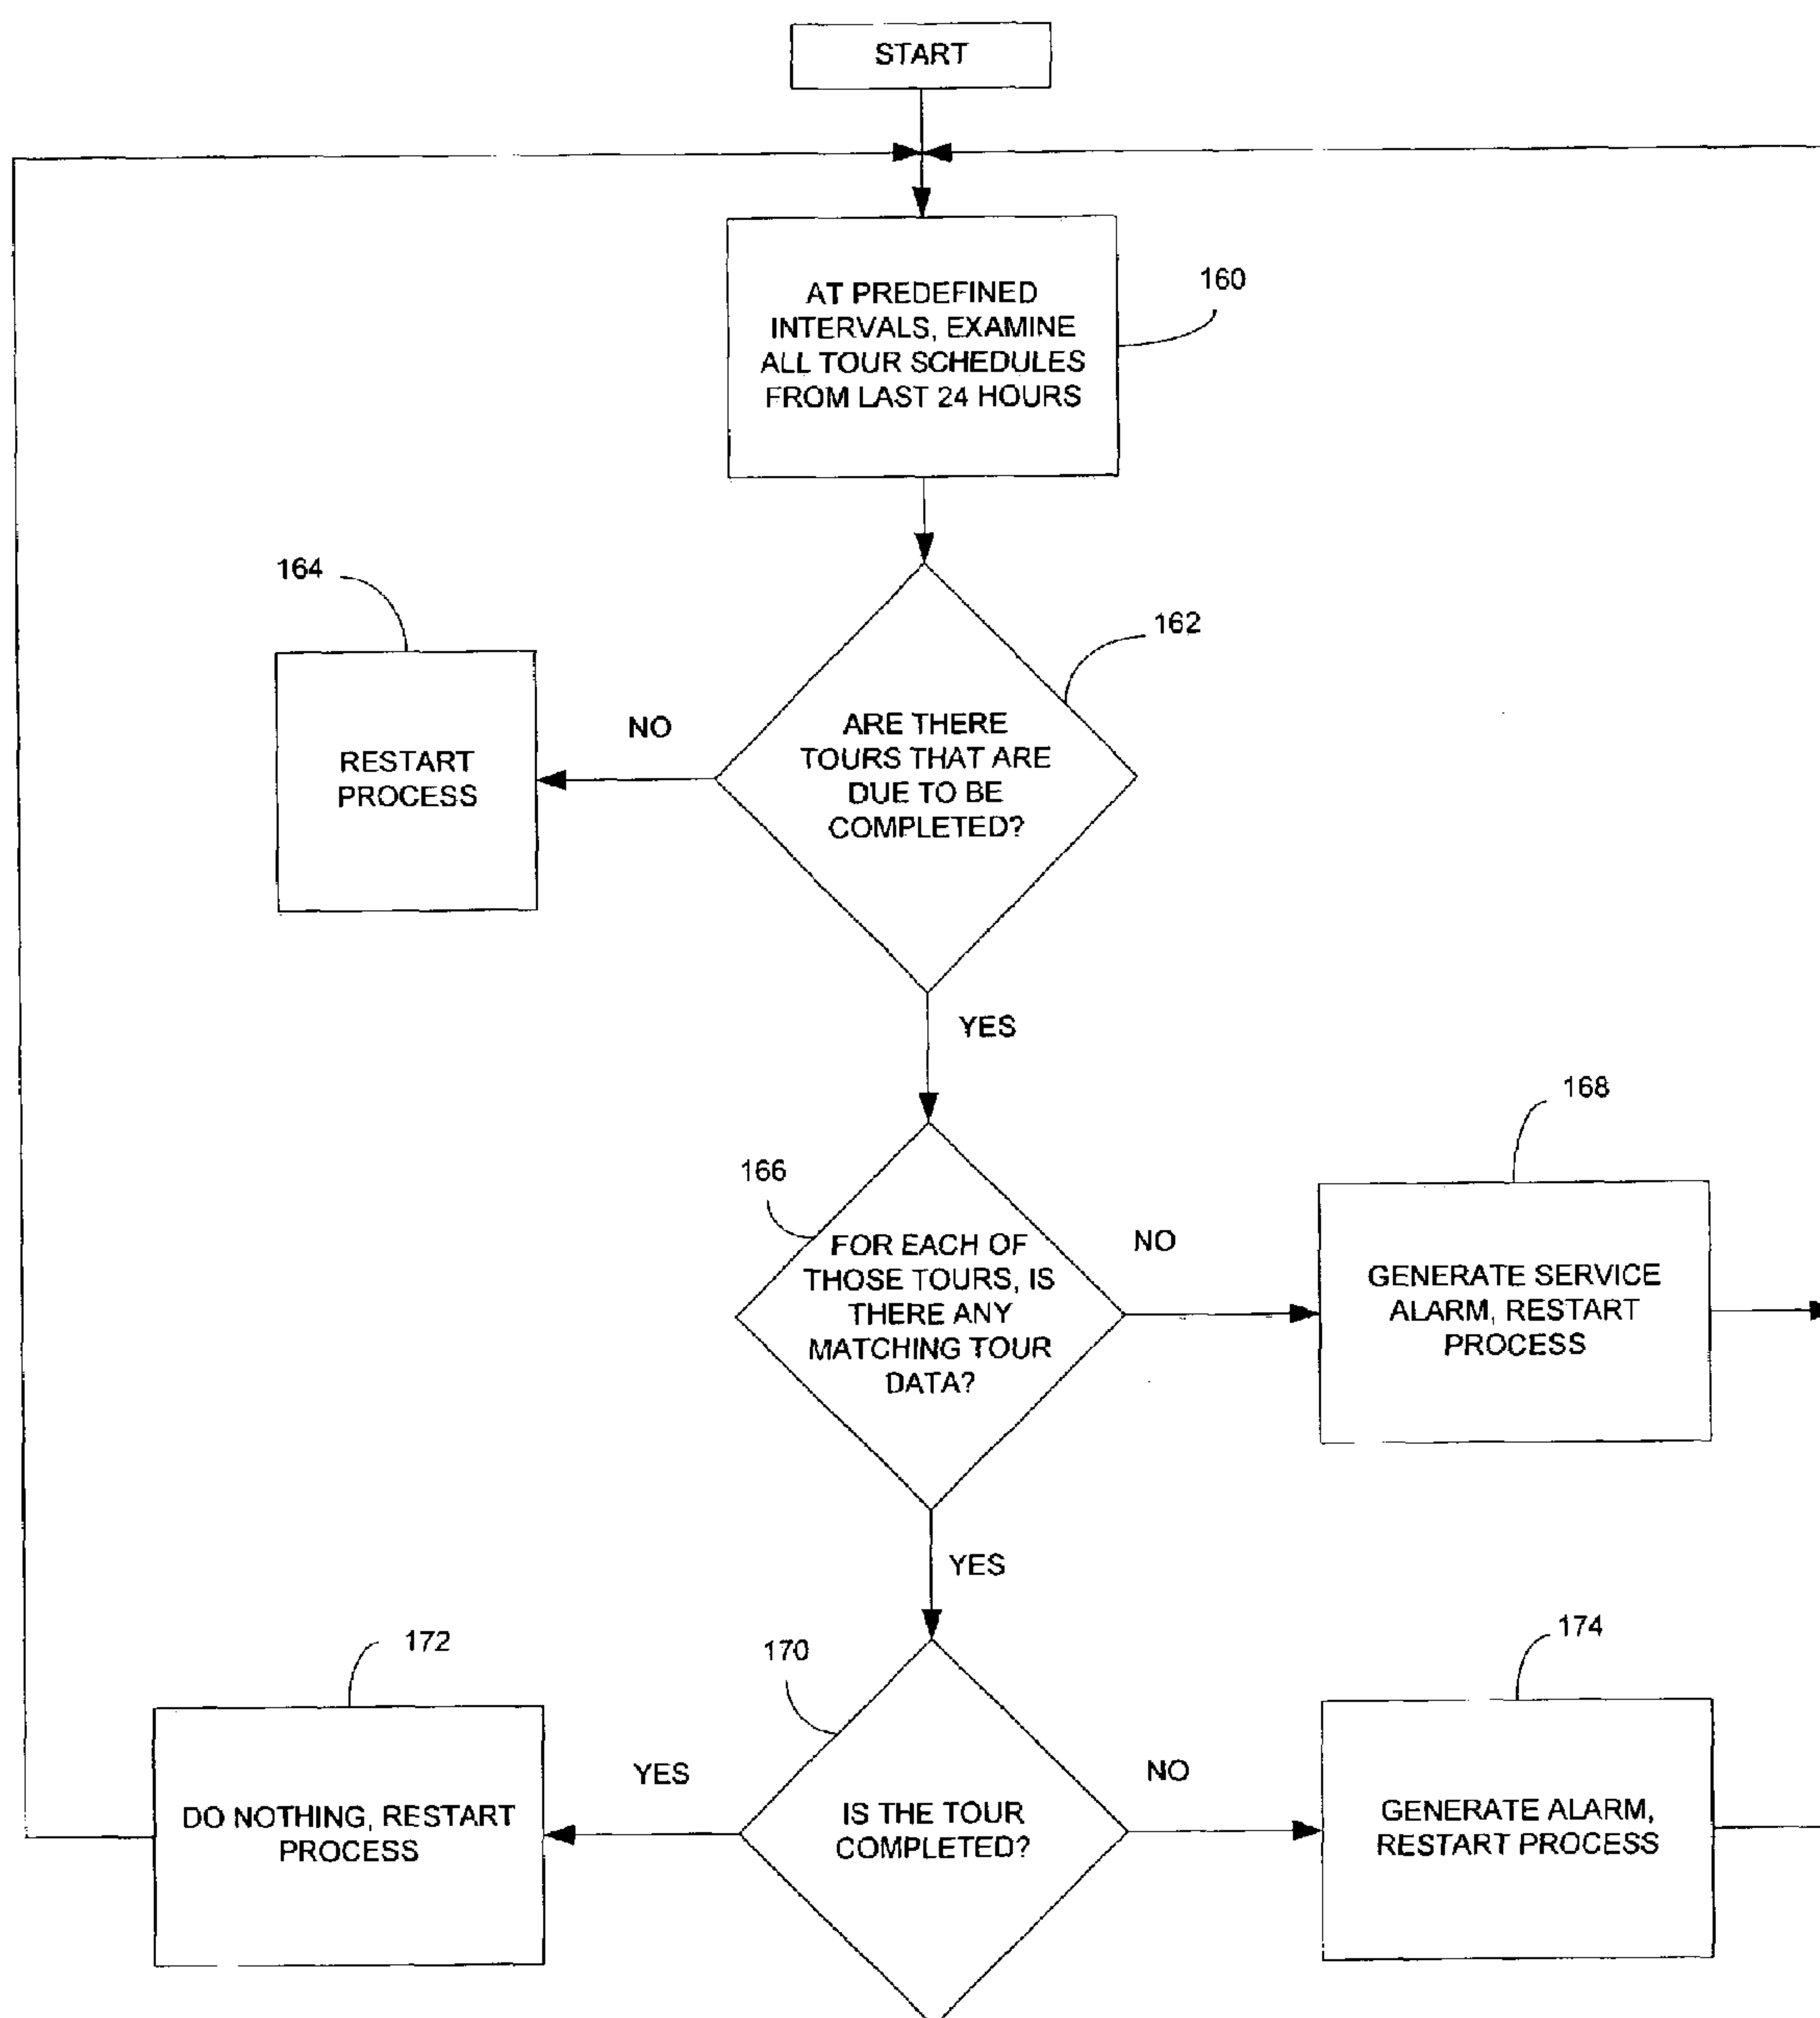 START
160
AT PREDEFINED
INTERVALS, EXAMINE
ALL TOUR SCHEDULES
FROM LAST 24 HOURS
164
162
RESTART
PROCESS
NO
ARE THERE
TOURS THAT ARE
DUE TO BE
COMPLETED?
YES
168
166
FOR EACH OF
THOSE TOURS, IS
THERE ANY
MATCHING TOUR
DATA?
NO
GENERATE SERVICE
ALARM, RESTART
PROCESS
YES
172
170
174
DO NOTHING, RESTART
PROCESS
YES
IS THE TOUR
COMPLETED?
NO
GENERATE ALARM,
RESTART PROCESS